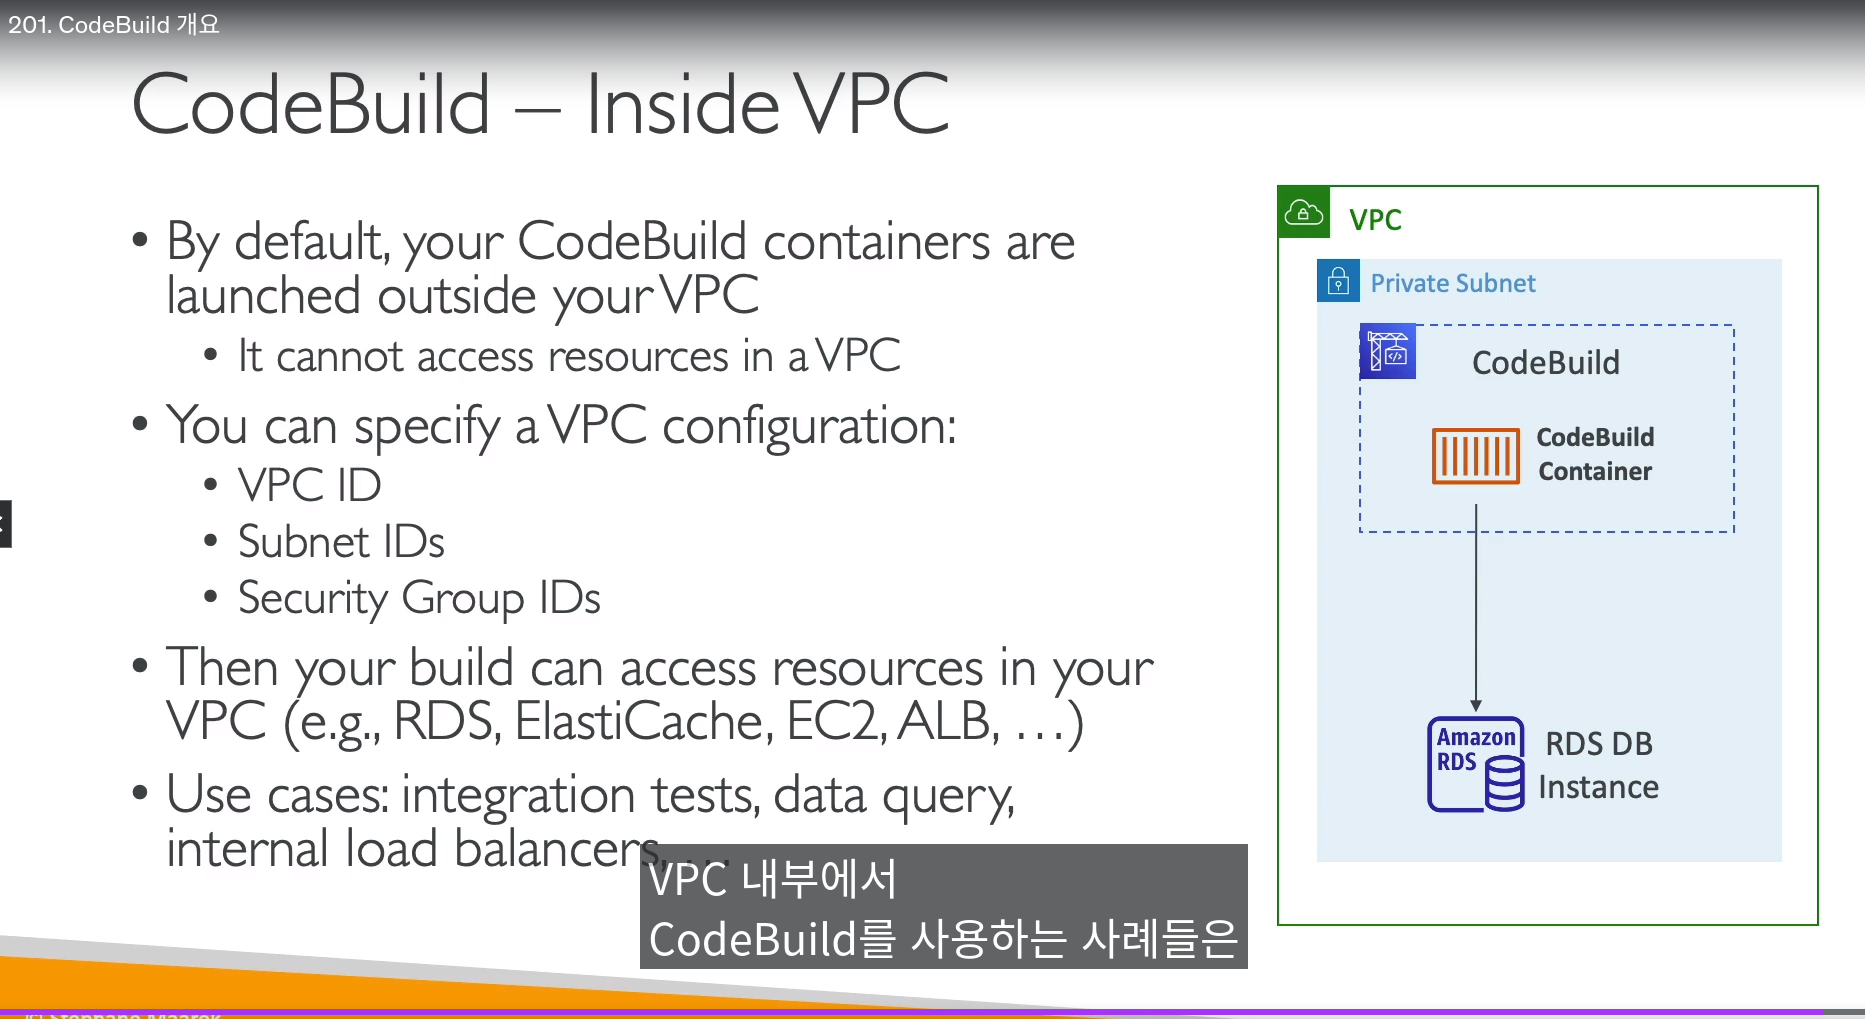 201. CodeBuild 개요
CodeBuild – Inside VPC
• By default, your CodeBuild containers are
launched outside your VPC
• It cannot access resources in a VPC
• You can specify a VPC configuration:
• VPC ID
• Subnet IDs
• Security Group IDs
• Then your build can access resources in your
VPC (e.g., RDS, ElastiCache, EC2, ALB, …)
• Use cases: integration tests, data query,
internal load balancers, …
VPC
Private Subnet
CodeBuild
CodeBuild
Container
Amazon
RDS
RDS DB
Instance
VPC 내부에서
CodeBuild를 사용하는 사례들은
© Stephane Maarek